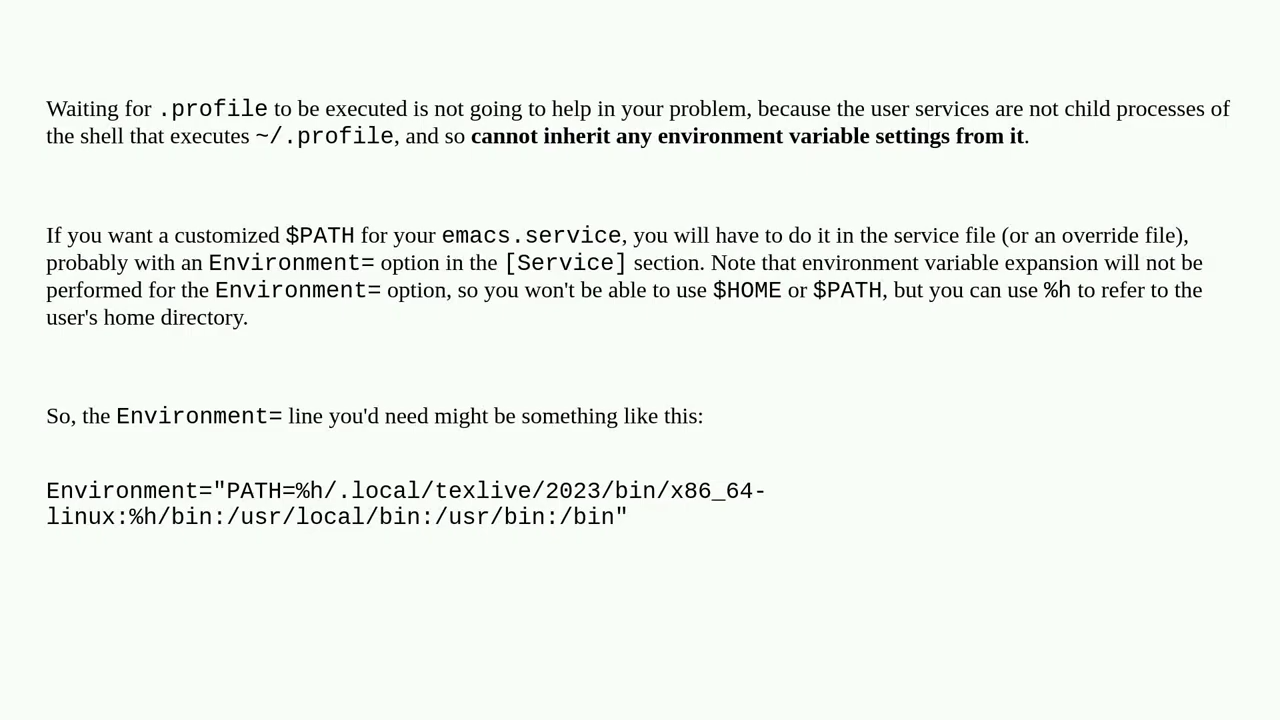 Waiting for .profile to be executed is not going to help in your problem, because the user services are not child processes of
the shell that executes ~/.profile, and so cannot inherit any environment variable settings from it.
If you want a customized $PATH for your emacs.service, you will have to do it in the service file (or an override file),
probably with an Environment= option in the [Service] section. Note that environment variable expansion will not be
performed for the Environment= option, so you won't be able to use $HOME or $PATH, but you can use %h to refer to the
user's home directory.
So, the Environment= line you'd need might be something like this:
Environment="PATH=%h/.local/texlive/2023/bin/x86_64-
linux:%h/bin:/usr/local/bin:/usr/bin:/bin"